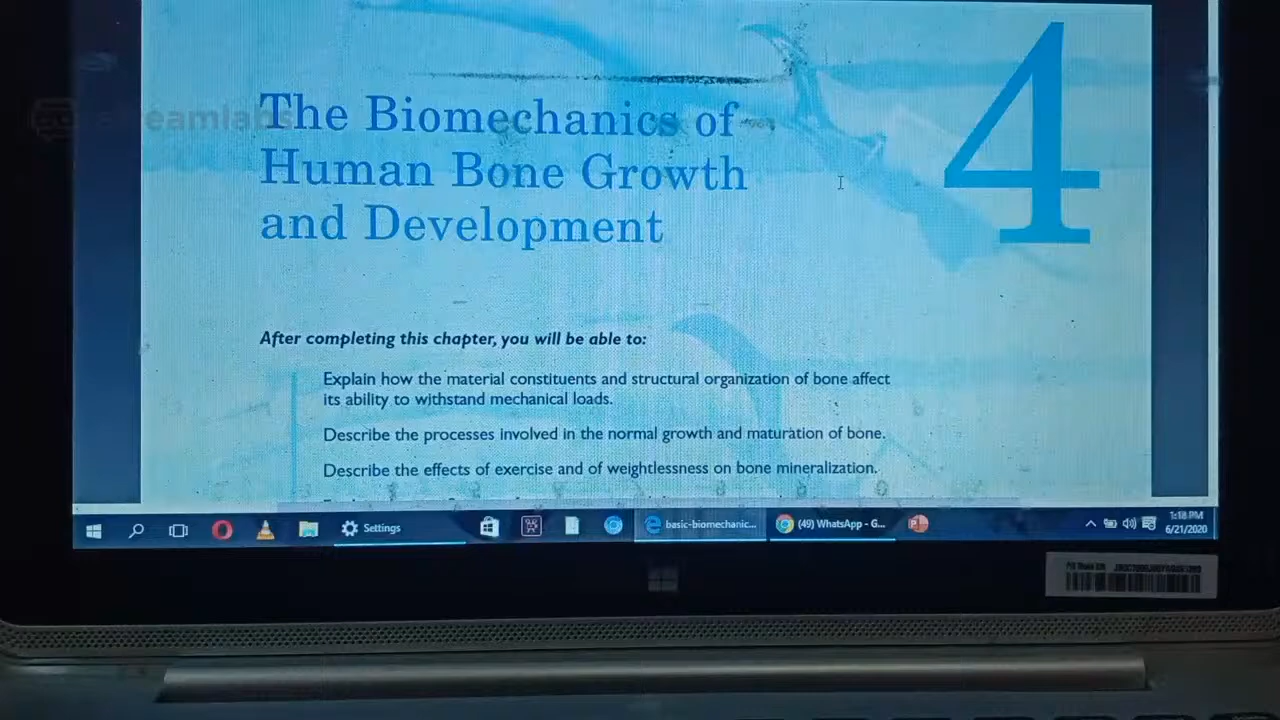 The Biomechanics of
Human Bone Growth
and Development
4
After completing this chapter, you will be able to:
Explain how the material constituents and structural organization of bone affect
its ability to withstand mechanical loads.
Describe the processes involved in the normal growth and maturation of bone.
Describe the effects of exercise and of weightlessness on bone mineralization.
Settings
basic-biomechanic...
(49) WhatsApp - G...
1:18 PM
6/21/2020